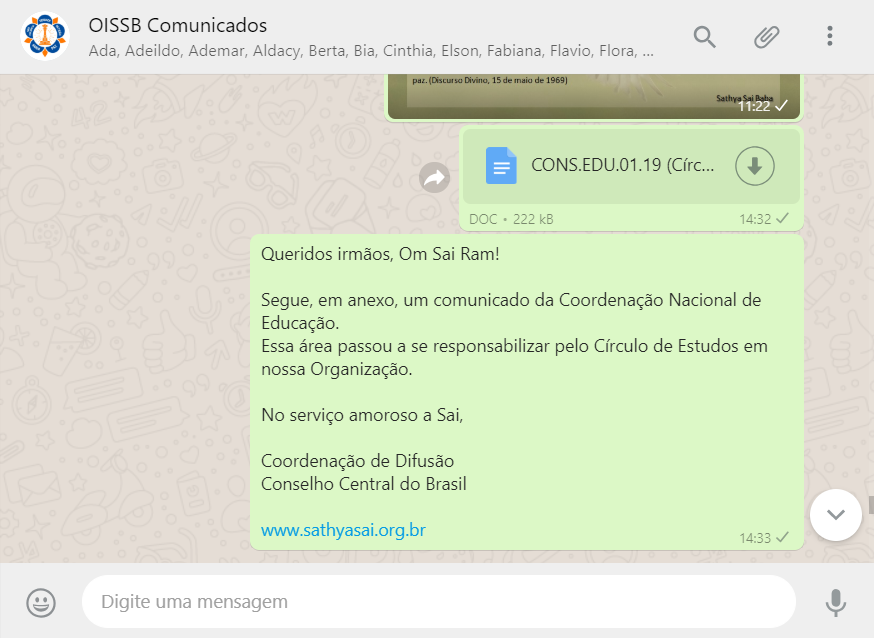 OISSB Comunicados
Ada, Adeildo, Ademar, Aldacy, Berta, Bia, Cinthia, Elson, Fabiana, Flavio, Flora, ...
paz. (Discurso Divino, 15 de maio de 1969)
Sathya Sai Baba
11:22
CONS.EDU.01.19 (Círc...
DOC • 222 kB
14:32
Queridos irmãos, Om Sai Ram!
Segue, em anexo, um comunicado da Coordenação Nacional de
Educação.
Essa área passou a se responsabilizar pelo Círculo de Estudos em
nossa Organização.
No serviço amoroso a Sai,
Coordenação de Difusão
Conselho Central do Brasil
www.sathyasai.org.br
14:33
Digite uma mensagem